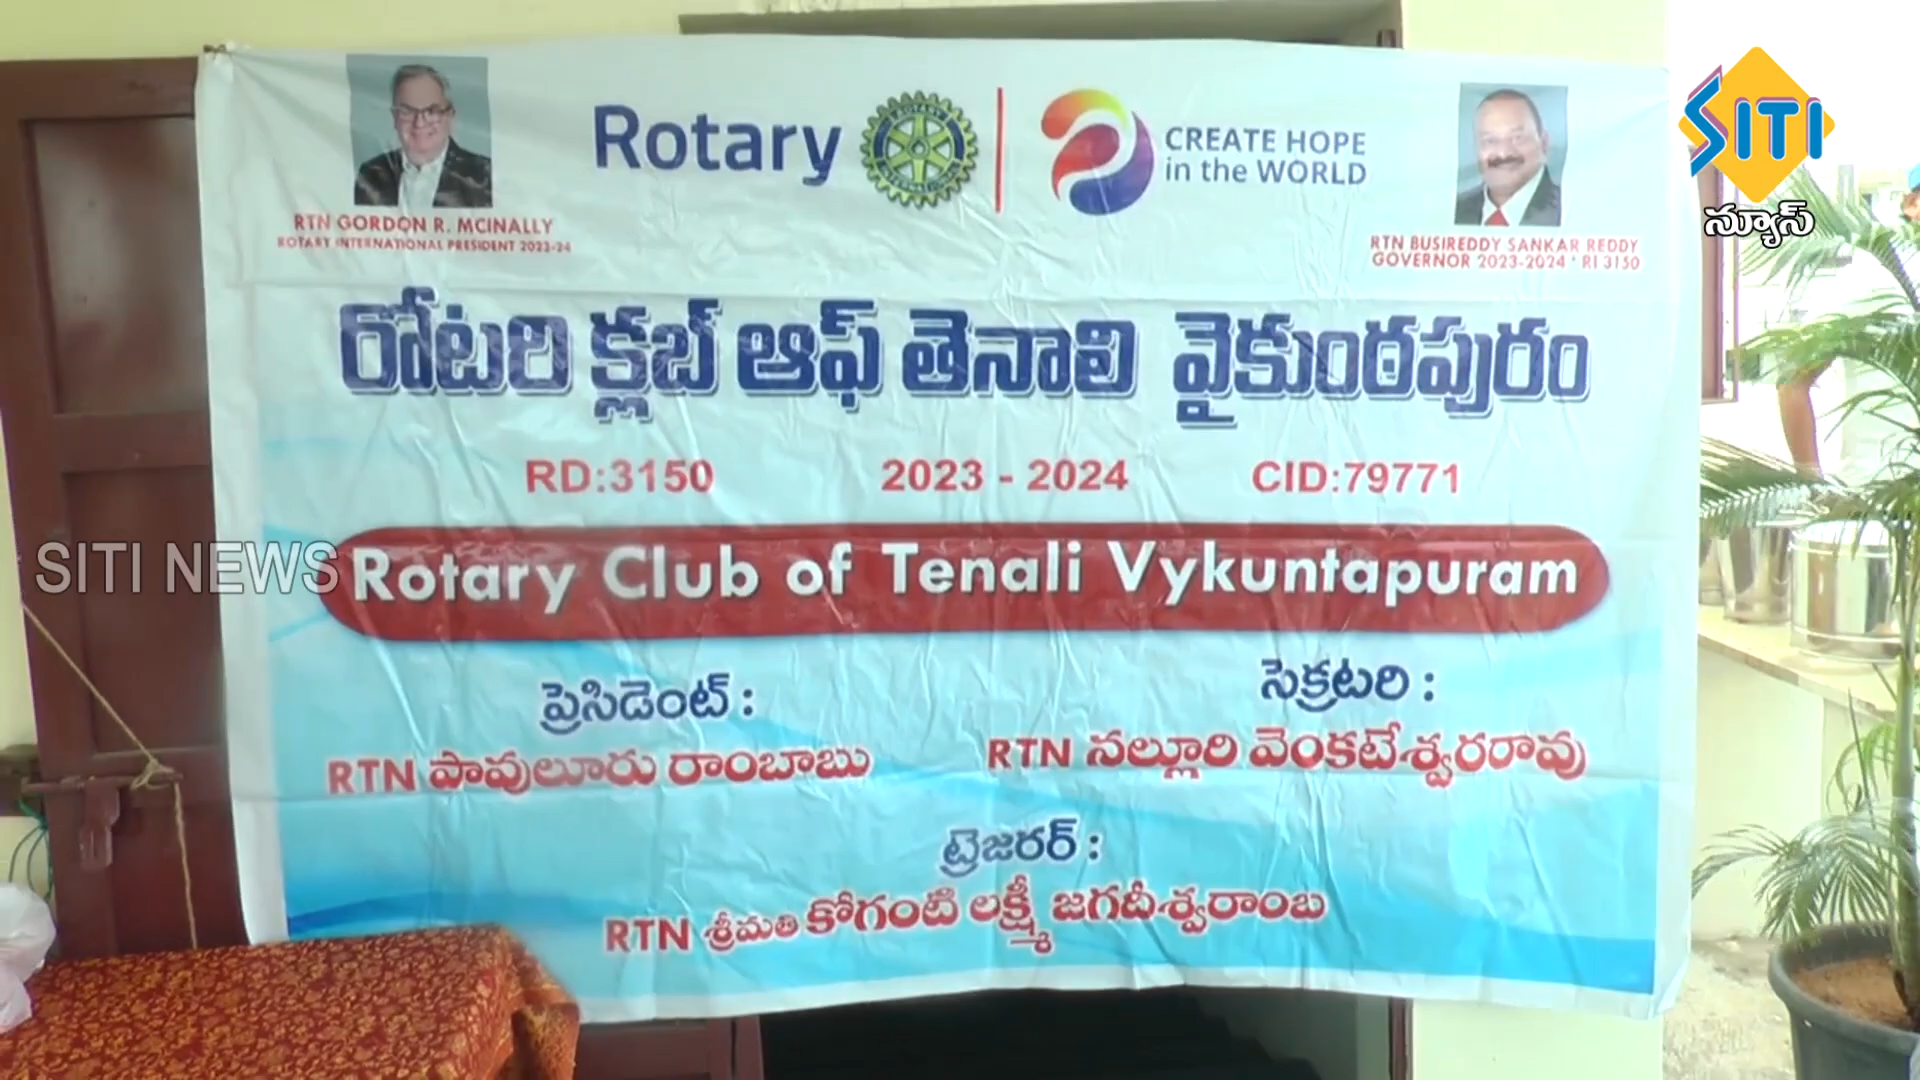 Rotary
ROTARY
INTERNATIONAL
CREATE HOPE
in the WORLD
SITI
న్యూస్
RTN GORDON R. MCINALLY
ROTARY INTERNATIONAL PRESIDENT 2023-24
RTN BUSIREDDY SANKAR REDDY
GOVERNOR 2023-2024 * RI 3150
రోటరి క్లబ్ ఆఫ్ తెనాలి వైకుంఠపురం
RD:3150 2023 - 2024 CID:79771
SITI NEWS
Rotary Club of Tenali Vykuntapuram
ప్రెసిడెంట్ :
RTN పావులూరు రాంబాబు
సెక్రటరి :
RTN నల్లూరి వెంకటేశ్వరరావు
ట్రెజరర్ :
RTN శ్రీమతి కోగంటి లక్ష్మీ జగదీశ్వరాంబ